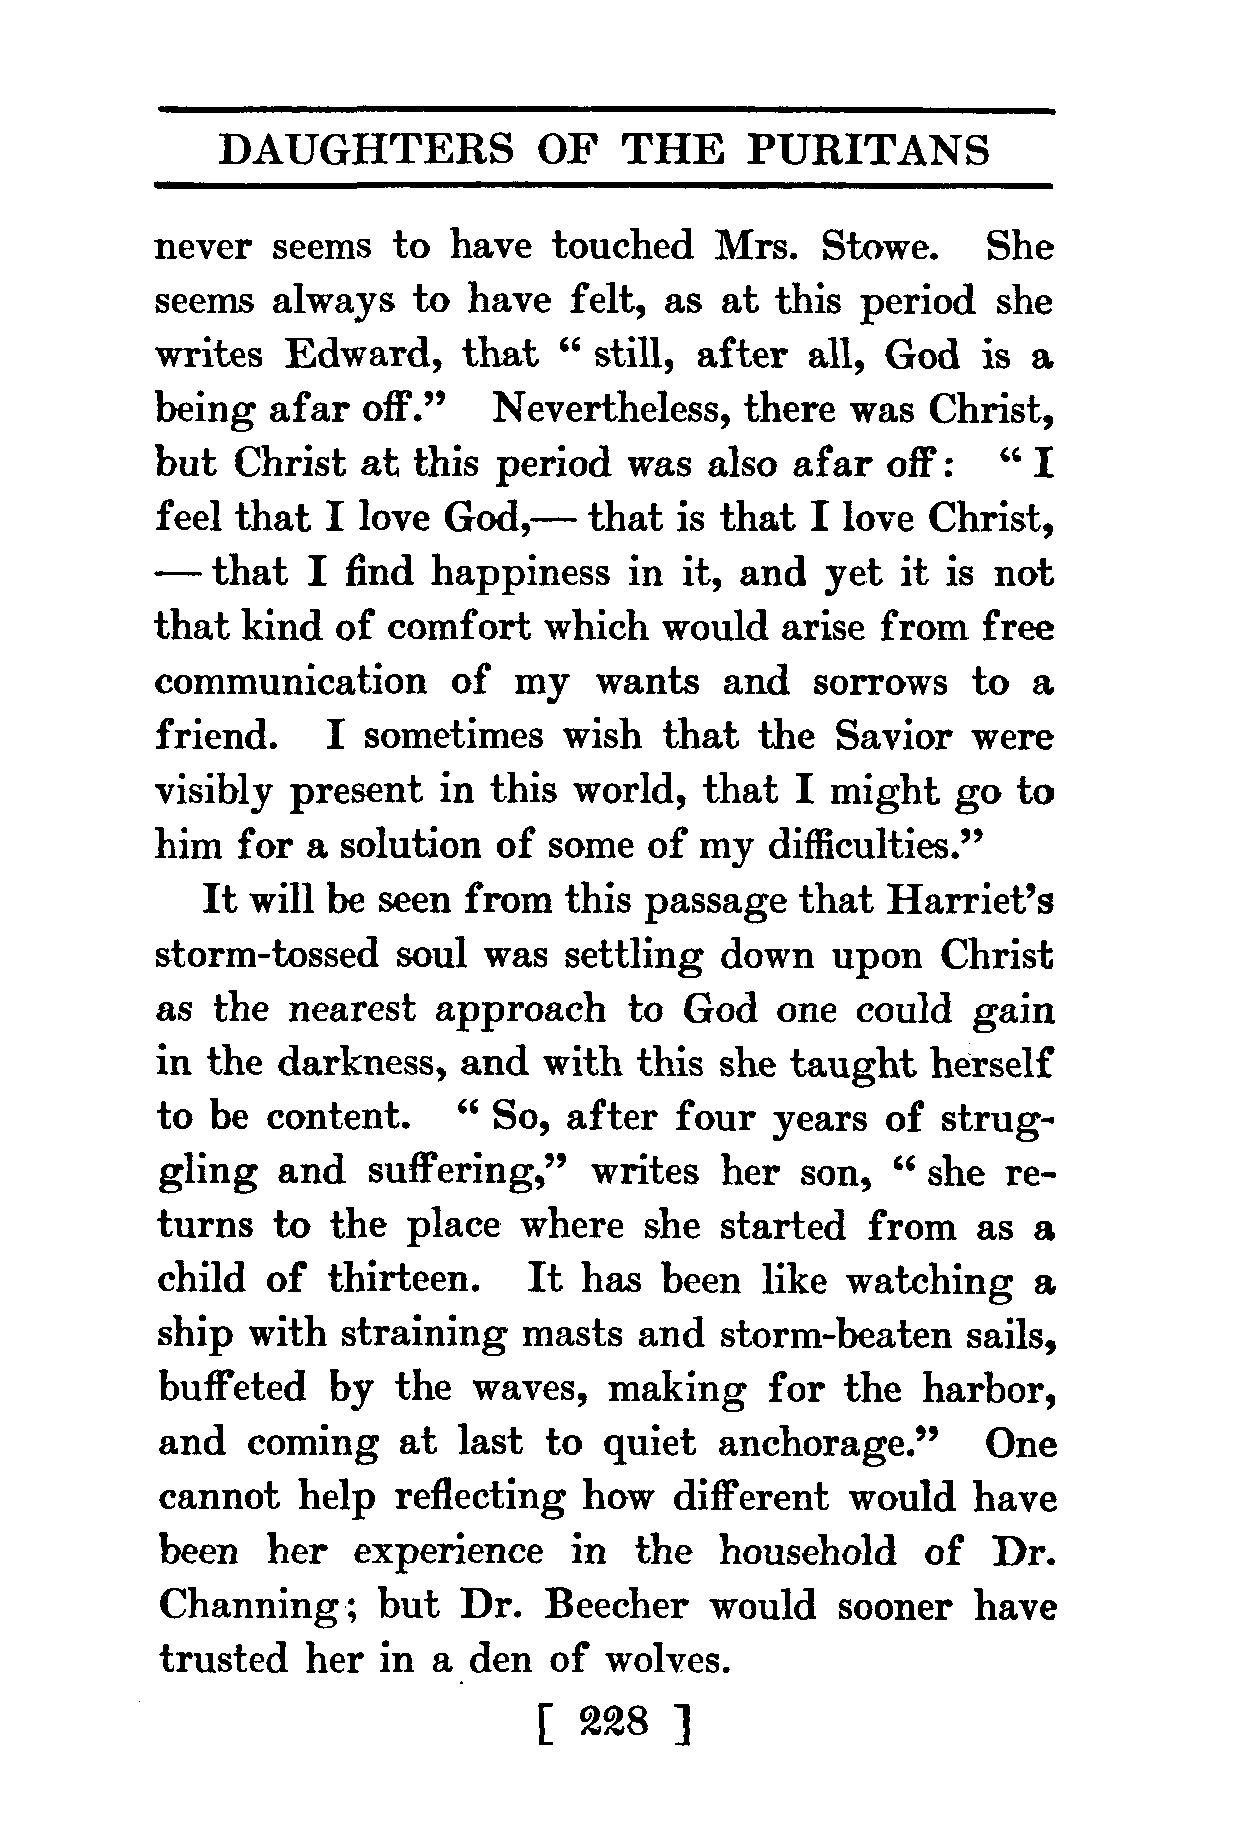 DAUGHTERS OF THE PURITANS
never seems to have touched Mrs. Stowe. She
seems always to have felt, as at this period she
writes Edward, that “ still, after all, God is a
being afar off.” Nevertheless, there was Christ,
but Christ at this period was also afar off: “ I
feel that I love God,— that is that I love Christ,
— that I find happiness in it, and yet it is not
that kind of comfort which would arise from free
communication of my wants and sorrows to a
friend. I sometimes wish that the Savior were
visibly present in this world, that I might go to
him for a solution of some of my difficulties.”
It will be seen from this passage that Harriet’s
storm-tossed soul was settling down upon Christ
as the nearest approach to God one could gain
in the darkness, and with this she taught herself
to be content. “ So, after four years of strug-
gling and suffering,” writes her son, “ she re-
turns to the place where she started from as a
child of thirteen. It has been like watching a
ship with straining masts and storm-beaten sails,
buffeted by the waves, making for the harbor,
and coming at last to quiet anchorage.” One
cannot help reflecting how different would have
been her experience in the household of Dr.
Channing; but Dr. Beecher would sooner have
trusted her in a den of wolves.
[ 228 ]